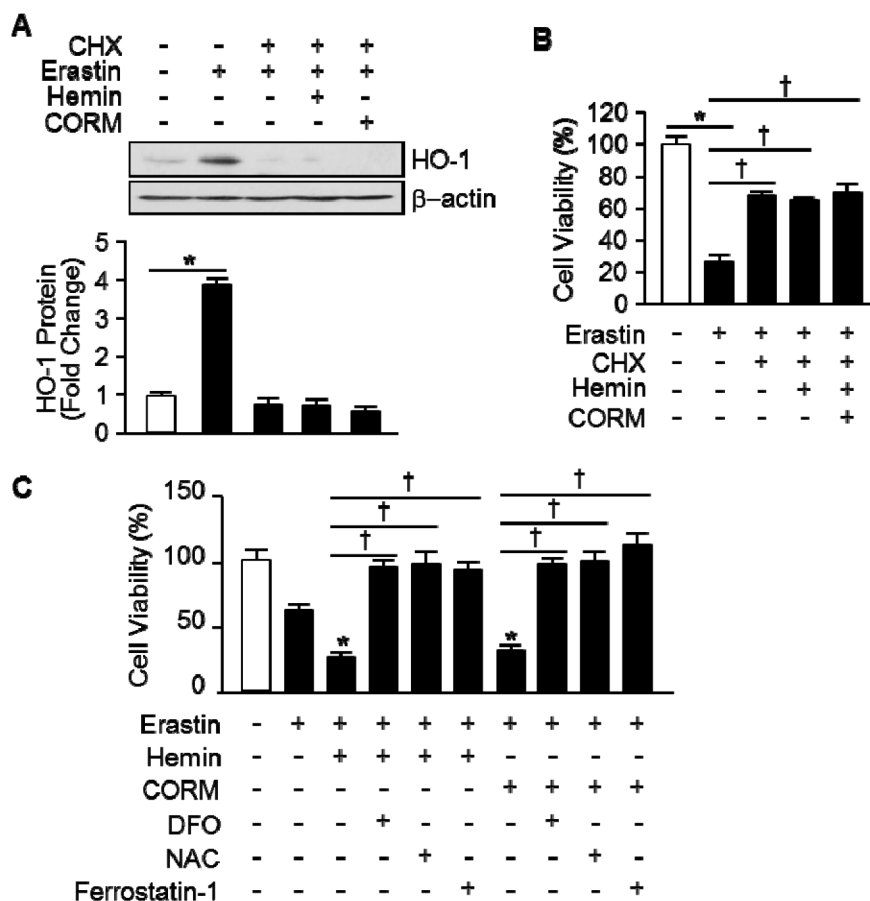 A
CHX - - + + +
Erastin - + + + +
Hemin - - - + -
CORM - - - - +
HO-1
β-actin
HO-1 Protein
(Fold Change)
5
4
3
2
1
0
*
B
Cell Viability (%)
120
100
80
60
40
20
0
*
†
†
†
Erastin - + + + +
CHX - - + + +
Hemin - - - + +
CORM - - - - +
C
Cell Viability (%)
150
100
50
0
†
†
†
†
†
†
*
*
Erastin - + + + + + + + + +
Hemin - - + + + + - - - -
CORM - - - - - - + + + +
DFO - - - + - - - + - -
NAC - - - - + - - - + -
Ferrostatin-1 - - - - - + - - - +